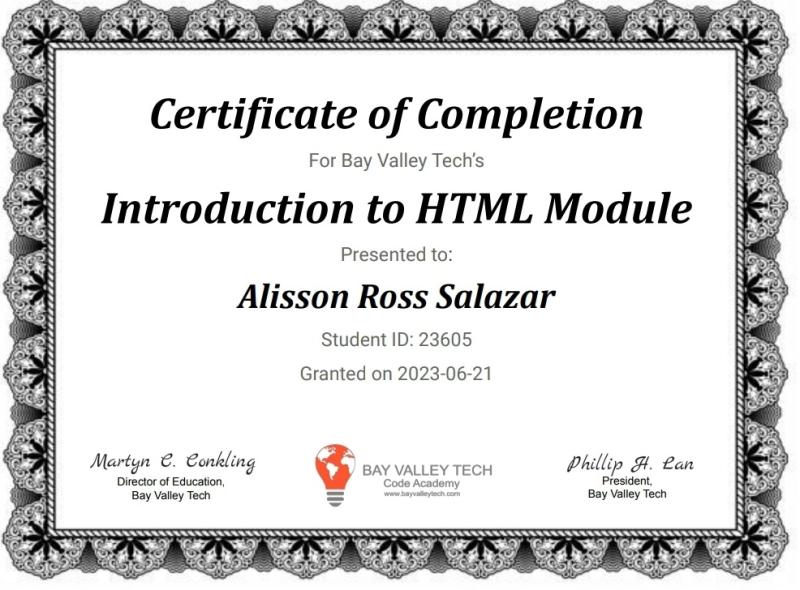 Certificate of Completion
For Bay Valley Tech's
Introduction to HTML Module
Presented to:
Alisson Ross Salazar
Student ID: 23605
Granted on 2023-06-21
Martyn C. Conkling
Director of Education,
Bay Valley Tech
BAY VALLEY TECH
Code Academy
www.bayvalleytech.com
Phillip H. Lan
President,
Bay Valley Tech